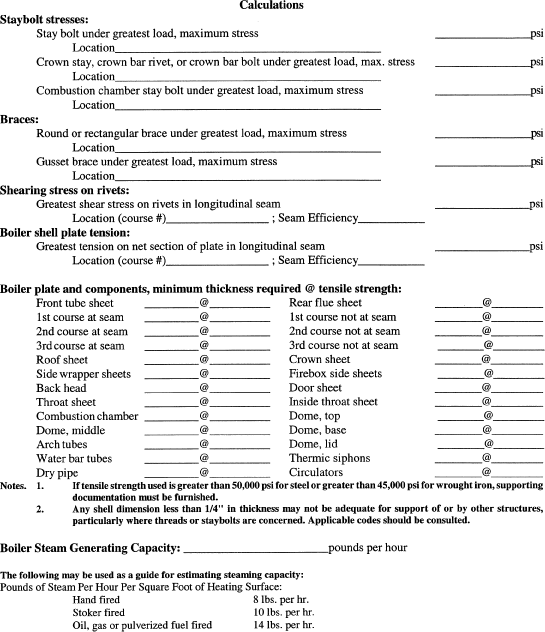 Calculations
Staybolt stresses:
Stay bolt under greatest load, maximum stress ____________psi
Location____________
Crown stay, crown bar rivet, or crown bar bolt under greatest load, max. stress ____________psi
Location____________
Combustion chamber stay bolt under greatest load, maximum stress ____________psi
Location____________
Braces:
Round or rectangular brace under greatest load, maximum stress ____________psi
Location____________
Gusset brace under greatest load, maximum stress ____________psi
Location____________
Shearing stress on rivets:
Greatest shear stress on rivets in longitudinal seam ____________psi
Location (course #)____________ ; Seam Efficiency____________
Boiler shell plate tension:
Greatest tension on net section of plate in longitudinal seam ____________psi
Location (course #)____________ ; Seam Efficiency____________
Boiler plate and components, minimum thickness required @ tensile strength:
Front tube sheet ________@________ Rear flue sheet ________@________
1st course at seam ________@________ 1st course not at seam ________@________
2nd course at seam ________@________ 2nd course not at seam ________@________
3rd course at seam ________@________ 3rd course not at seam ________@________
Roof sheet ________@________ Crown sheet ________@________
Side wrapper sheets ________@________ Firebox side sheets ________@________
Back head ________@________ Door sheet ________@________
Throat sheet ________@________ Inside throat sheet ________@________
Combustion chamber ________@________ Dome, top ________@________
Dome, middle ________@________ Dome, base ________@________
Arch tubes ________@________ Dome, lid ________@________
Water bar tubes ________@________ Thermic siphons ________@________
Dry pipe ________@________ Circulators ________@________
Notes. 1. If tensile strength used is greater than 50,000 psi for steel or greater than 45,000 psi for wrought iron, supporting
documentation must be furnished.
2. Any shell dimension less than 1/4" in thickness may not be adequate for support of or by other structures,
particularly where threads or staybolts are concerned. Applicable codes should be consulted.
Boiler Steam Generating Capacity: ____________pounds per hour
The following may be used as a guide for estimating steaming capacity:
Pounds of Steam Per Hour Per Square Foot of Heating Surface:
Hand fired 8 lbs. per hr.
Stoker fired 10 lbs. per hr.
Oil, gas or pulverized fuel fired 14 lbs. per hr.